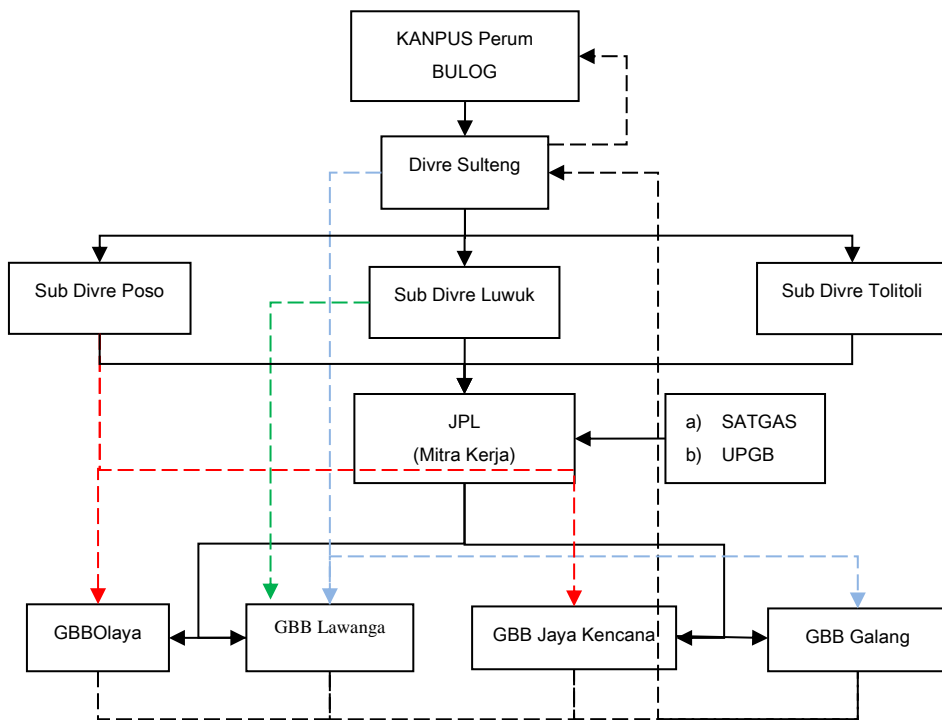 KANPUS Perum
BULOG
Divre Sulteng
Sub Divre Poso
Sub Divre Luwuk
Sub Divre Tolitoli
JPL
(Mitra Kerja)
a) SATGAS
b) UPGB
GBBOlaya
GBB Lawanga
GBB Jaya Kencana
GBB Galang